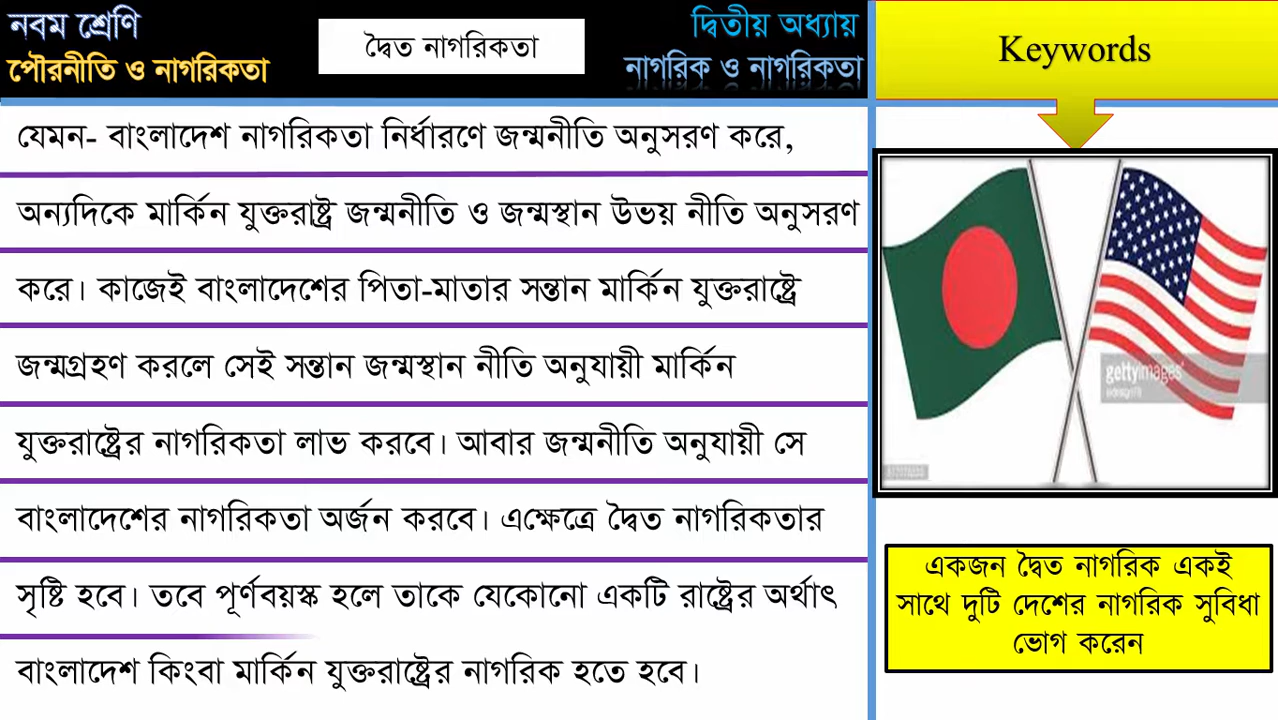 নবম শ্রেণি
পৌরনীতি ও নাগরিকতা
দ্বৈত নাগরিকতা
দ্বিতীয় অধ্যায়
নাগরিক ও নাগরিকতা
যেমন- বাংলাদেশ নাগরিকতা নির্ধারণে জন্মনীতি অনুসরণ করে,
অন্যদিকে মার্কিন যুক্তরাষ্ট্র জন্মনীতি ও জন্মস্থান উভয় নীতি অনুসরণ
করে। কাজেই বাংলাদেশের পিতা-মাতার সন্তান মার্কিন যুক্তরাষ্ট্রে
জন্মগ্রহণ করলে সেই সন্তান জন্মস্থান নীতি অনুযায়ী মার্কিন
যুক্তরাষ্ট্রের নাগরিকতা লাভ করবে। আবার জন্মনীতি অনুযায়ী সে
বাংলাদেশের নাগরিকতা অর্জন করবে। এক্ষেত্রে দ্বৈত নাগরিকতার
সৃষ্টি হবে। তবে পূর্ণবয়স্ক হলে তাকে যেকোনো একটি রাষ্ট্রের অর্থাৎ
বাংলাদেশ কিংবা মার্কিন যুক্তরাষ্ট্রের নাগরিক হতে হবে।
Keywords
gettyimages
একজন দ্বৈত নাগরিক একই
সাথে দুটি দেশের নাগরিক সুবিধা
ভোগ করেন